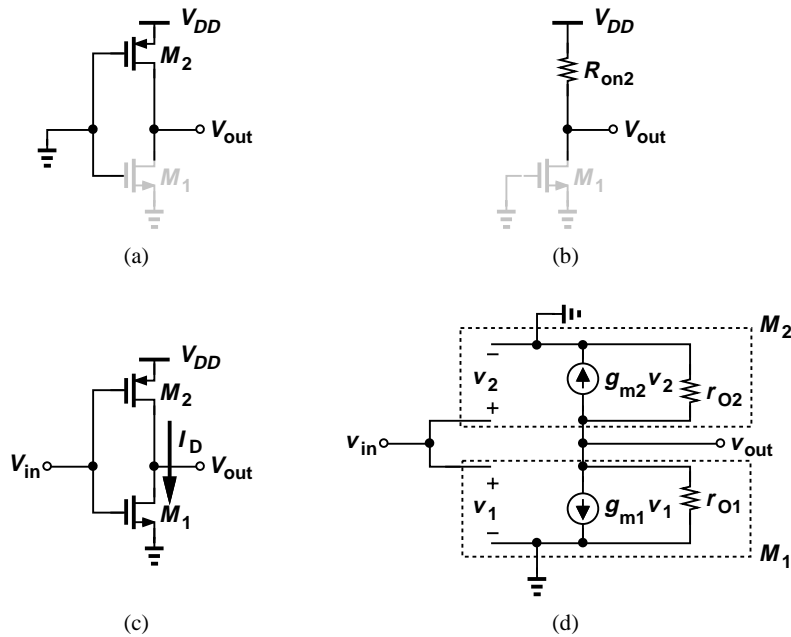 V_DD
M_2
V_out
M_1
(a)
V_DD
R_on2
V_out
M_1
(b)
V_DD
M_2
I_D
V_in
V_out
M_1
(c)
M_2
v_2
g_m2 v_2
r_O2
v_in
v_out
v_1
g_m1 v_1
r_O1
M_1
(d)